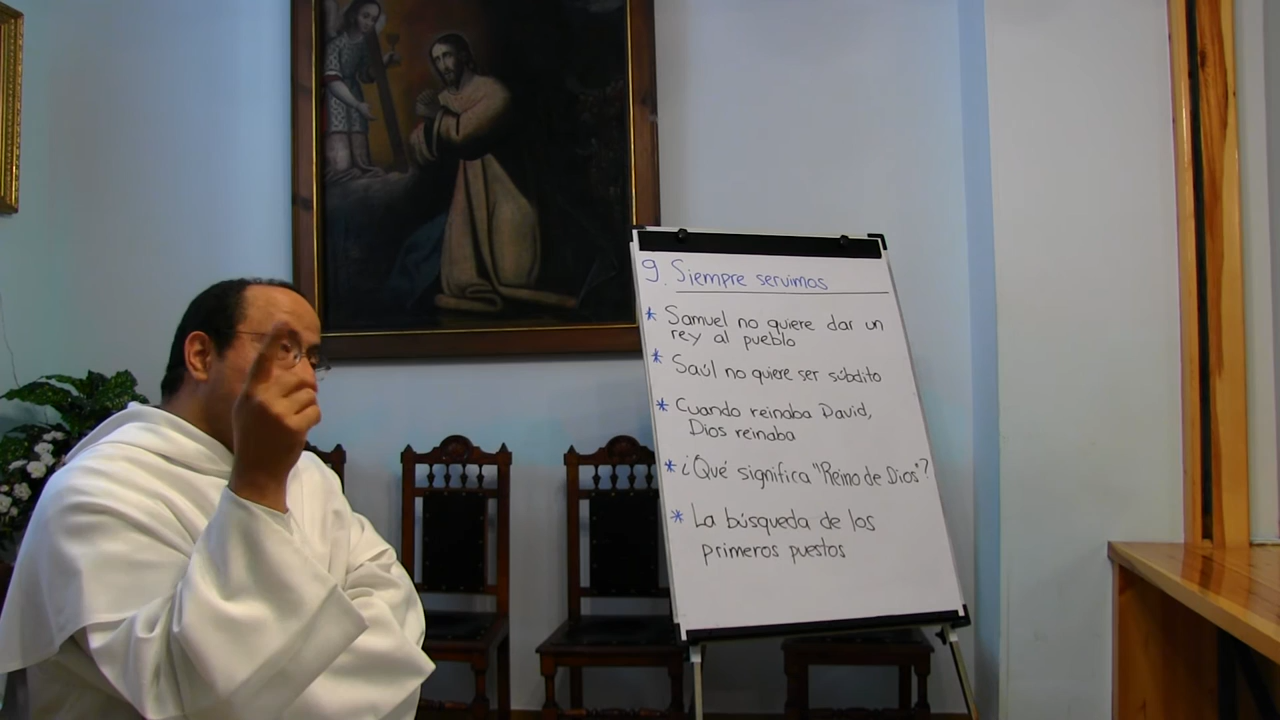 9. Siempre servimos
* Samuel no quiere dar un
rey al pueblo
* Saúl no quiere ser súbdito
* Cuando reinaba David,
Dios reinaba
* ¿Qué significa "Reino de Dios"?
* La búsqueda de los
primeros puestos